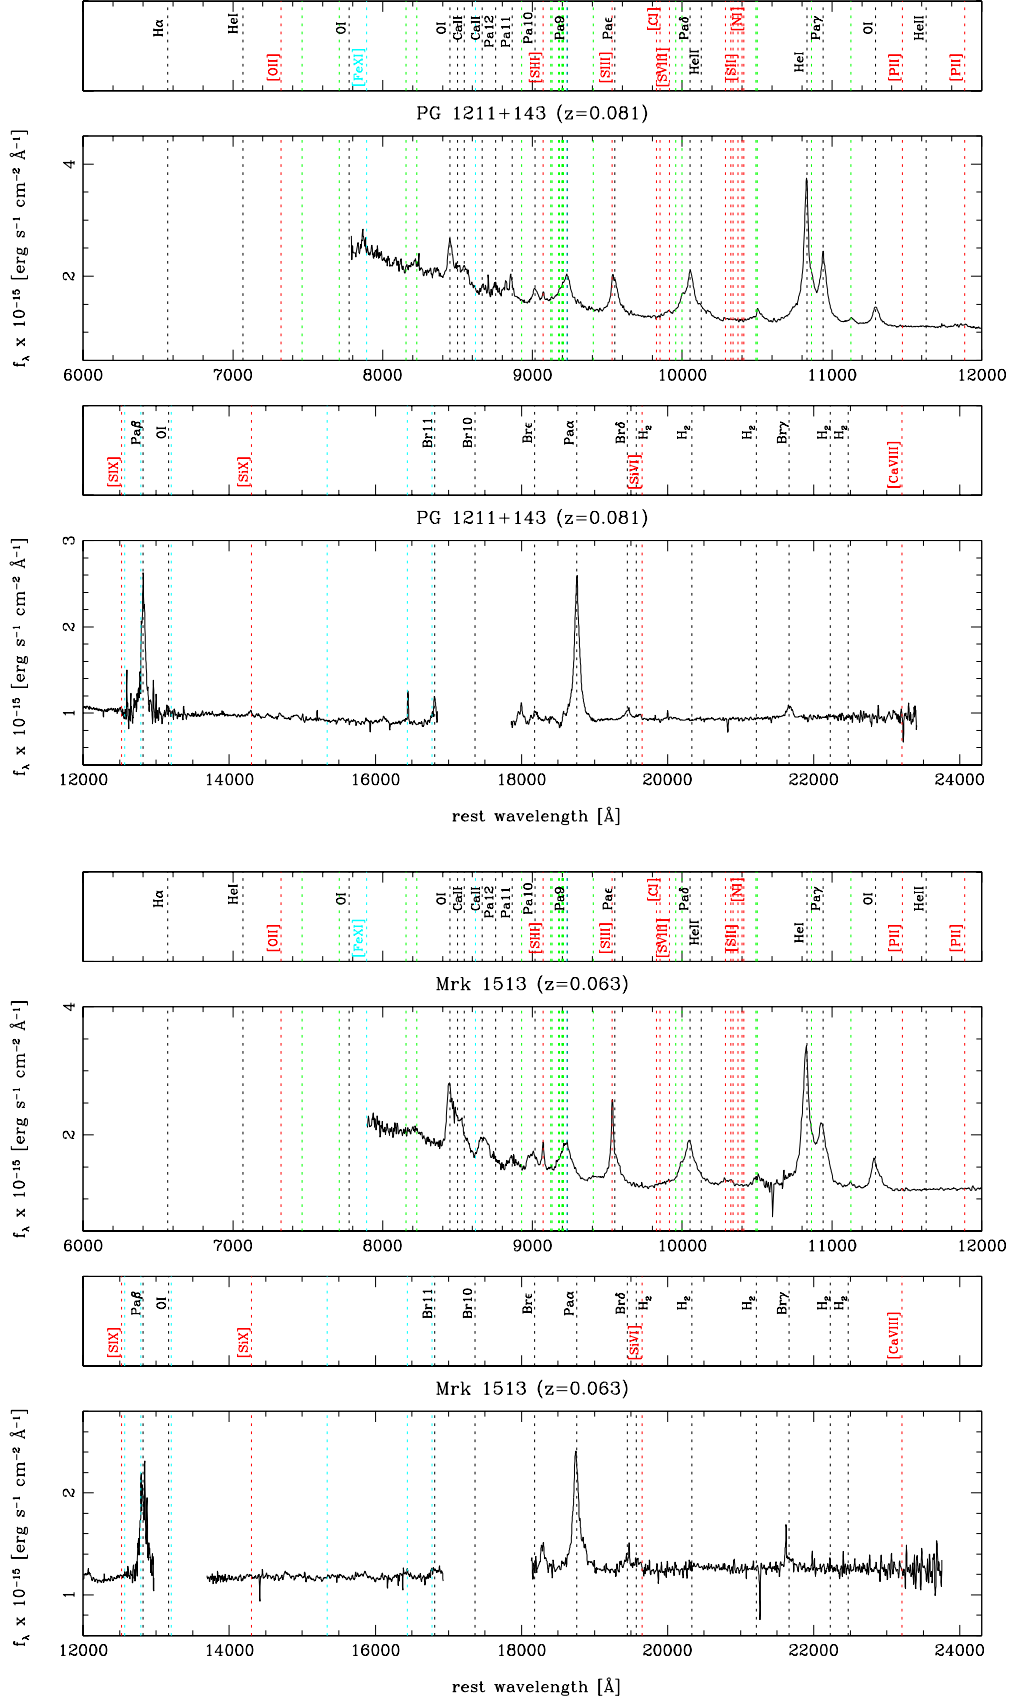 Hα HeI [OII] OI [FeXI] OI CaII CaII Pa12 Pa11 Pa10 [SIII] Pa9 Paε [SIII] [CI] [SVIII] Paδ HeII [SII] [NI] HeI Paγ OI [PII] HeII [PII]
PG 1211+143 (z=0.081)
f_λ x 10⁻¹⁵ [erg s⁻¹ cm⁻² Å⁻¹]
4
2
6000 7000 8000 9000 10000 11000 12000
[SIX] Paβ OI [SiX] Br11 Br10 Brε Paα Brδ [SiVI] H₂ H₂ H₂ Brγ H₂ H₂ [CaVIII]
PG 1211+143 (z=0.081)
f_λ x 10⁻¹⁵ [erg s⁻¹ cm⁻² Å⁻¹]
3
2
1
12000 14000 16000 18000 20000 22000 24000
rest wavelength [Å]
Hα HeI [OII] OI [FeXI] OI CaII CaII Pa12 Pa11 Pa10 [SIII] Pa9 Paε [SIII] [CI] [SVIII] Paδ HeII [SII] [NI] HeI Paγ OI [PII] HeII [PII]
Mrk 1513 (z=0.063)
f_λ x 10⁻¹⁵ [erg s⁻¹ cm⁻² Å⁻¹]
4
2
6000 7000 8000 9000 10000 11000 12000
[SIX] Paβ OI [SiX] Br11 Br10 Brε Paα Brδ [SiVI] H₂ H₂ H₂ Brγ H₂ H₂ [CaVIII]
Mrk 1513 (z=0.063)
f_λ x 10⁻¹⁵ [erg s⁻¹ cm⁻² Å⁻¹]
2
1
12000 14000 16000 18000 20000 22000 24000
rest wavelength [Å]